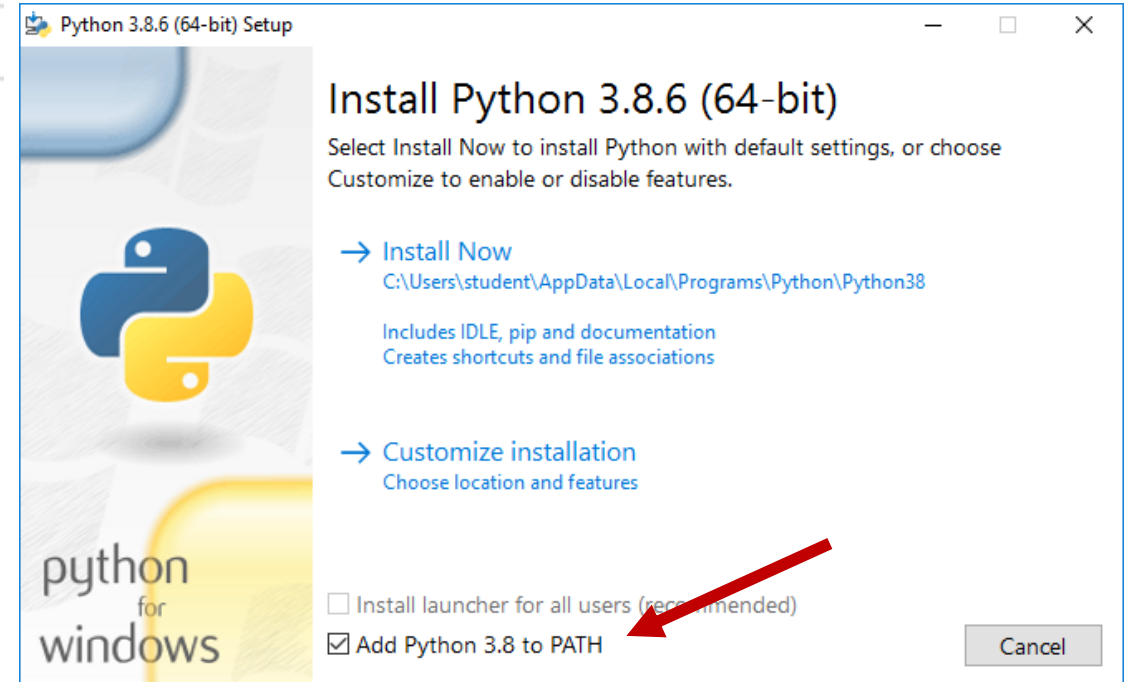 Python 3.8.6 (64-bit) Setup
Install Python 3.8.6 (64-bit)
Select Install Now to install Python with default settings, or choose
Customize to enable or disable features.
Install Now
C:\Users\student\AppData\Local\Programs\Python\Python38
Includes IDLE, pip and documentation
Creates shortcuts and file associations
Customize installation
Choose location and features
python
for
windows
Install launcher for all users (recommended)
Add Python 3.8 to PATH
Cancel